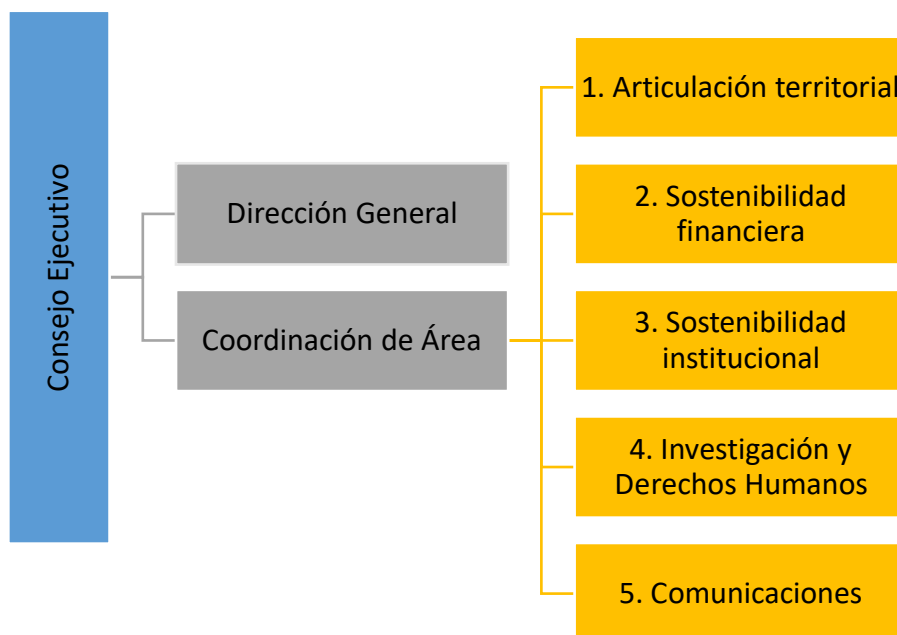 Consejo Ejecutivo
Dirección General
Coordinación de Área
1. Articulación territorial
2. Sostenibilidad
financiera
3. Sostenibilidad
institucional
4. Investigación y
Derechos Humanos
5. Comunicaciones